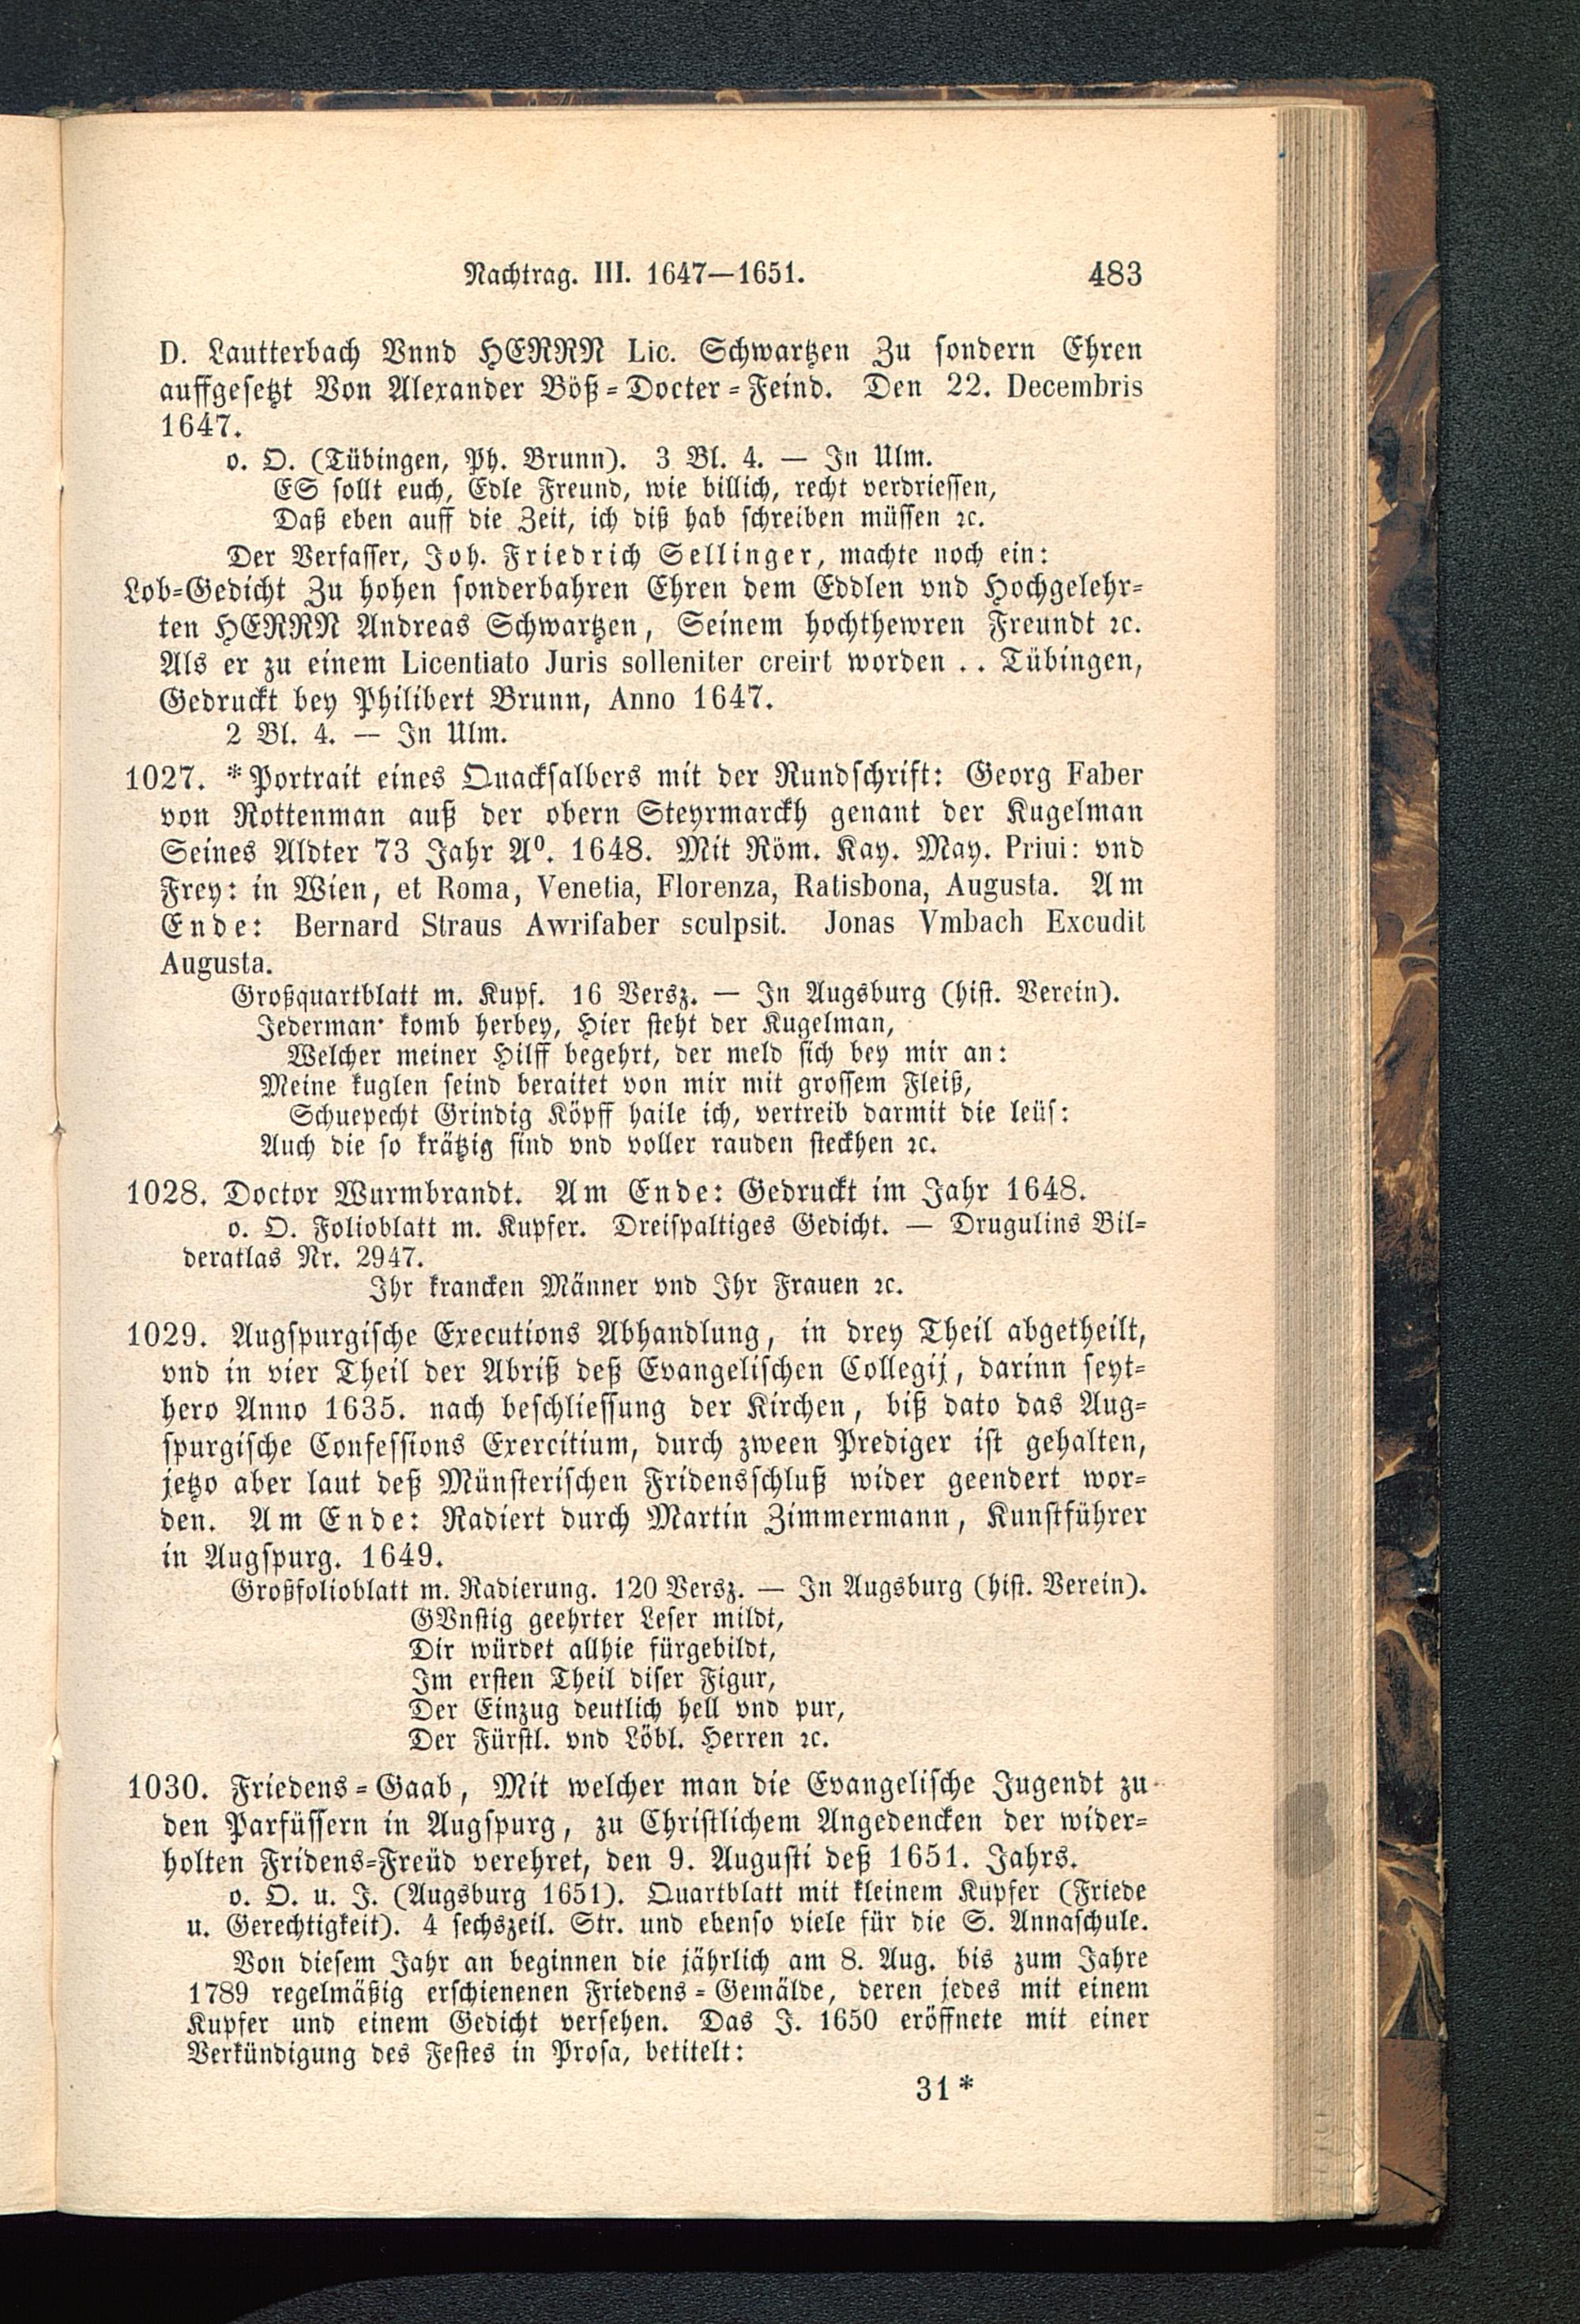 Nachtrag. III. 1647—1651. 483
D. Lautterbach Vnnd HERRN Lic. Schwartzen Zu sondern Ehren
auffgesetzt Von Alexander Böß-Docter-Feind. Den 22. Decembris
1647.
o. O. (Tübingen, Ph. Brunn). 3 Bl. 4. — In Ulm.
ES sollt euch, Edle Freund, wie billich, recht verdriessen,
Daß eben auff die Zeit, ich diß hab schreiben müssen ꝛc.
Der Verfasser, Joh. Friedrich Sellinger, machte noch ein:
Lob-Gedicht Zu hohen sonderbahren Ehren dem Eddlen vnd Hochgelehr-
ten HERRN Andreas Schwartzen, Seinem hochthewren Freundt ꝛc.
Als er zu einem Licentiato Juris solleniter creirt worden .. Tübingen,
Gedruckt bey Philibert Brunn, Anno 1647.
2 Bl. 4. — In Ulm.
1027. *Portrait eines Quacksalbers mit der Rundschrift: Georg Faber
von Rottenman auß der obern Steyrmarckh genant der Kugelman
Seines Aldter 73 Jahr A⁰. 1648. Mit Röm. Kay. May. Priui: vnd
Frey: in Wien, et Roma, Venetia, Florenza, Ratisbona, Augusta. Am
Ende: Bernard Straus Awrifaber sculpsit. Jonas Vmbach Excudit
Augusta.
Großquartblatt m. Kupf. 16 Versz. — In Augsburg (hist. Verein).
Jederman komb herbey, Hier steht der Kugelman,
Welcher meiner Hilff begehrt, der meld sich bey mir an:
Meine kuglen seind beraitet von mir mit grossem Fleiß,
Schuepecht Grindig Köpff haile ich, vertreib darmit die leüs:
Auch die so krätzig sind vnd voller rauden steckhen ꝛc.
1028. Doctor Wurmbrandt. Am Ende: Gedruckt im Jahr 1648.
o. O. Folioblatt m. Kupfer. Dreispaltiges Gedicht. — Drugulins Bil-
deratlas Nr. 2947.
Ihr krancken Männer vnd Ihr Frauen ꝛc.
1029. Augspurgische Executions Abhandlung, in drey Theil abgetheilt,
vnd in vier Theil der Abriß deß Evangelischen Collegij, darinn seyt-
hero Anno 1635. nach beschliessung der Kirchen, biß dato das Aug-
spurgische Confessions Exercitium, durch zween Prediger ist gehalten,
jetzo aber laut deß Münsterischen Fridensschluß wider geendert wor-
den. Am Ende: Radiert durch Martin Zimmermann, Kunstführer
in Augspurg. 1649.
Großfolioblatt m. Radierung. 120 Versz. — In Augsburg (hist. Verein).
GVnstig geehrter Leser mildt,
Dir würdet allhie fürgebildt,
Im ersten Theil diser Figur,
Der Einzug deutlich hell vnd pur,
Der Fürstl. vnd Löbl. Herren ꝛc.
1030. Friedens-Gaab, Mit welcher man die Evangelische Jugendt zu
den Parfüssern in Augspurg, zu Christlichem Angedencken der wider-
holten Fridens-Freüd verehret, den 9. Augusti deß 1651. Jahrs.
o. O. u. J. (Augsburg 1651). Quartblatt mit kleinem Kupfer (Friede
u. Gerechtigkeit). 4 sechszeil. Str. und ebenso viele für die S. Annaschule.
Von diesem Jahr an beginnen die jährlich am 8. Aug. bis zum Jahre
1789 regelmäßig erschienenen Friedens-Gemälde, deren jedes mit einem
Kupfer und einem Gedicht versehen. Das J. 1650 eröffnete mit einer
Verkündigung des Festes in Prosa, betitelt:
31*